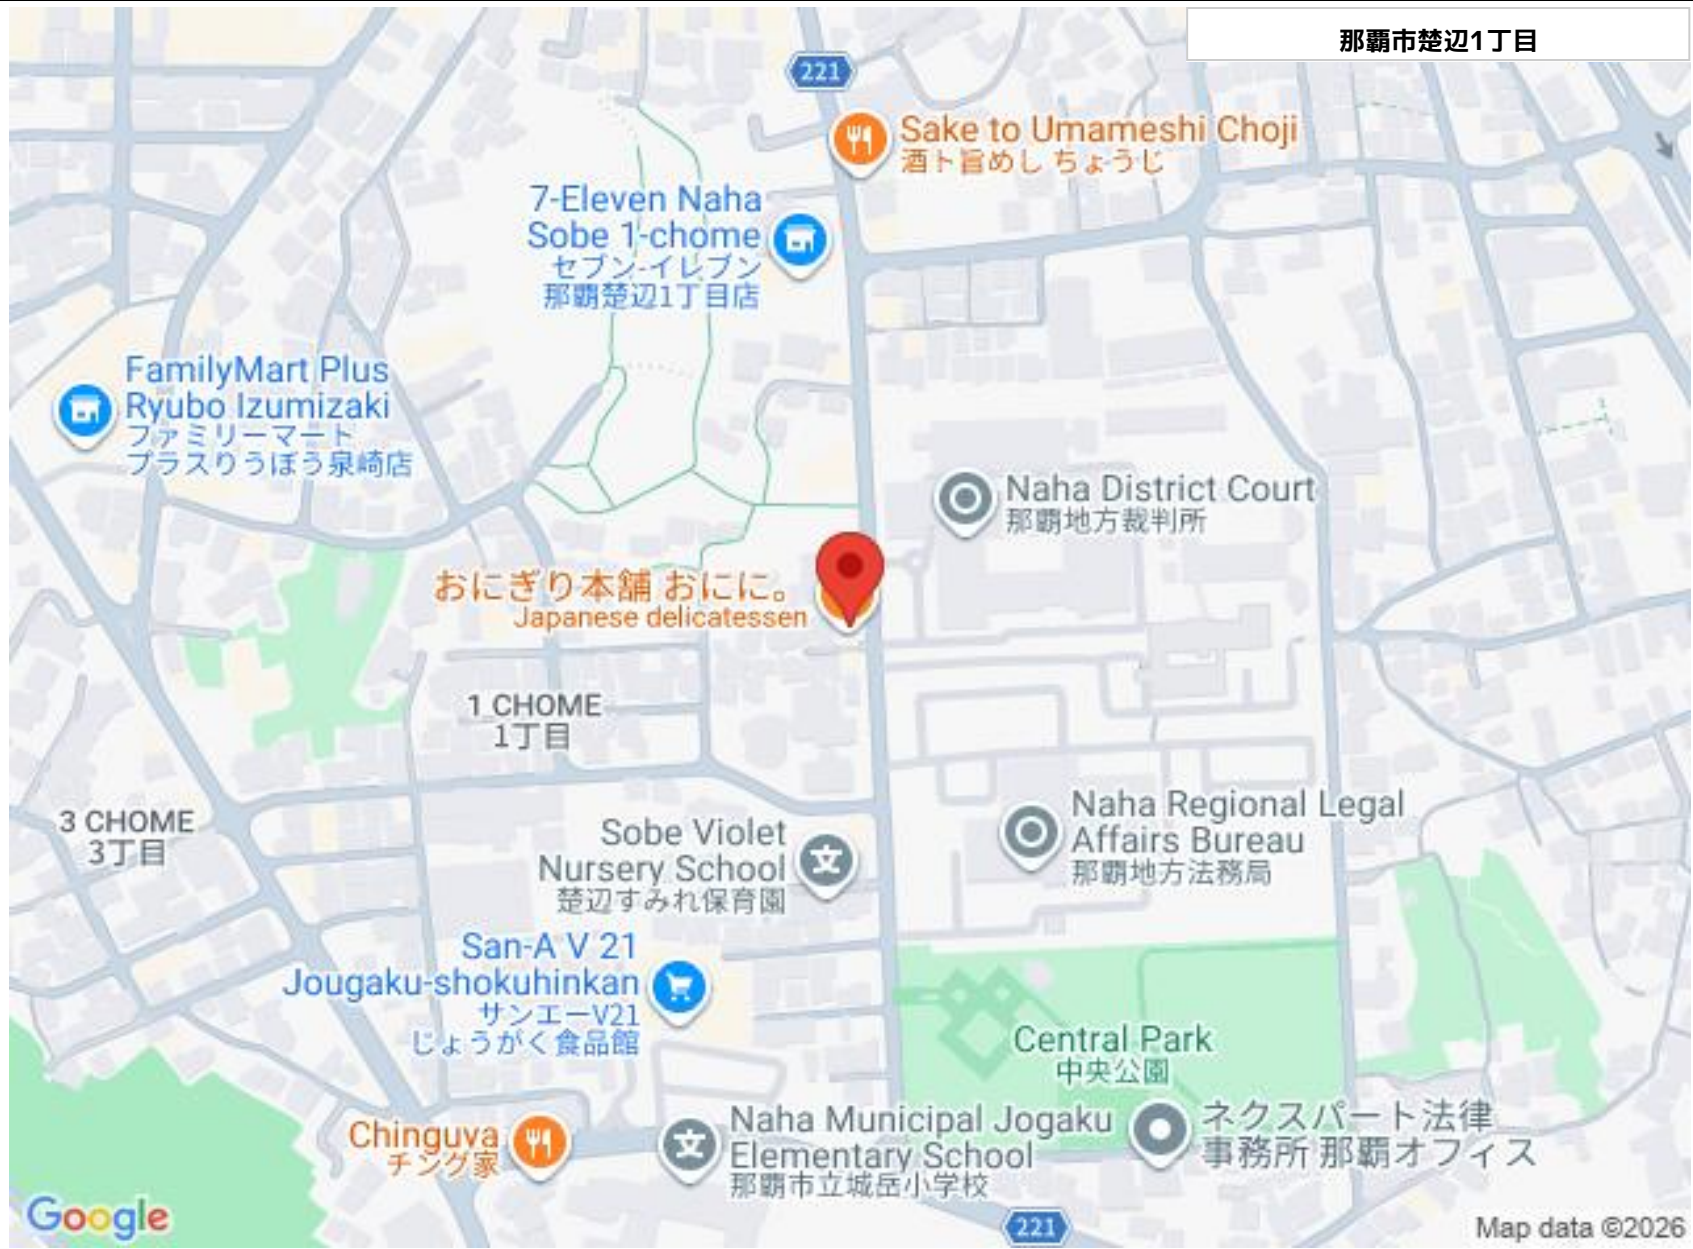 那覇市楚辺1丁目
221
Sake to Umameshi Choji
酒ト旨めし ちょうじ
7-Eleven Naha
Sobe 1-chome
セブン-イレブン
那覇楚辺1丁目店
FamilyMart Plus
Ryubo Izumizaki
ファミリーマート
プラスりうぼう泉崎店
Naha District Court
那覇地方裁判所
おにぎり本舗 おにに。
Japanese delicatessen
1 CHOME
1丁目
3 CHOME
3丁目
Naha Regional Legal
Affairs Bureau
那覇地方法務局
Sobe Violet
Nursery School
楚辺すみれ保育園
San-A V 21
Jougaku-shokuhinkan
サンエーV21
じょうがく食品館
Central Park
中央公園
Chinguva
チング家
Naha Municipal Jogaku
Elementary School
那覇市立城岳小学校
ネクスパート法律
事務所 那覇オフィス
221
Google
Map data ©2026